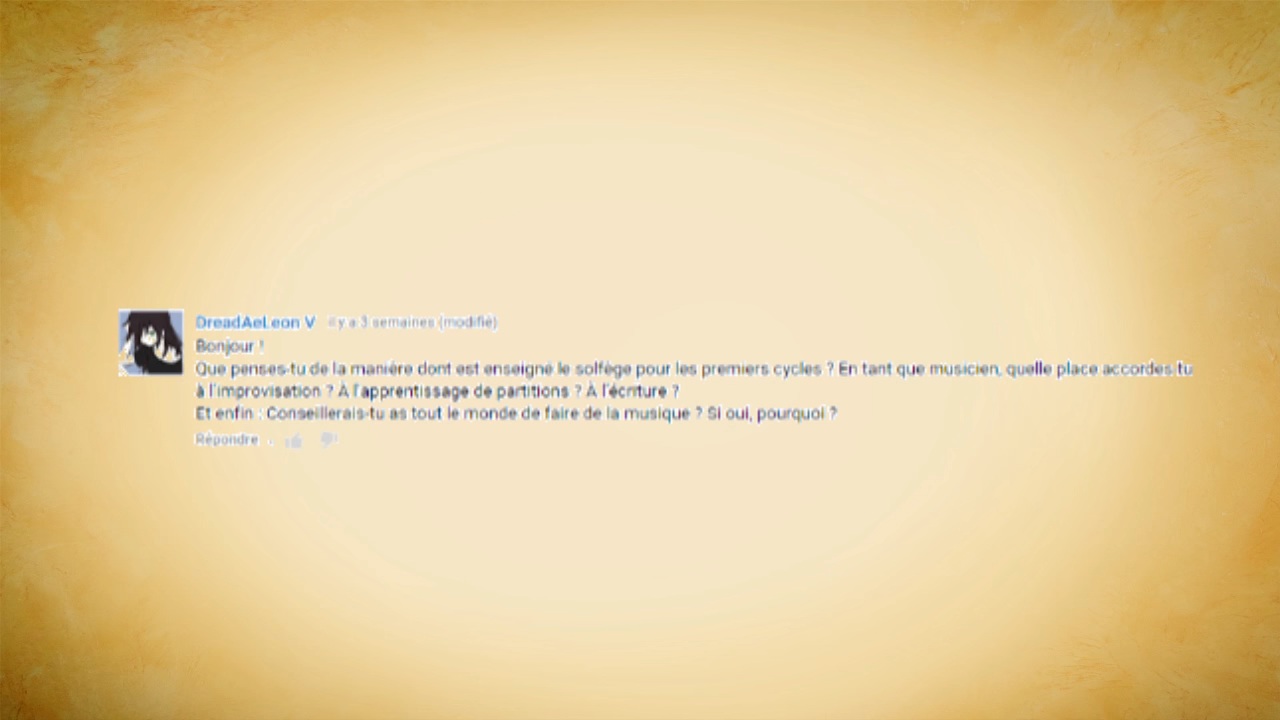 DreadAeLeon V il y a 3 semaines (modifié)
Bonjour !
Que penses-tu de la manière dont est enseigné le solfège pour les premiers cycles ? En tant que musicien, quelle place accordes tu
à l'improvisation ? À l'apprentissage de partitions ? À l'écriture ?
Et enfin : Conseillerais-tu as tout le monde de faire de la musique ? Si oui, pourquoi ?
Répondre